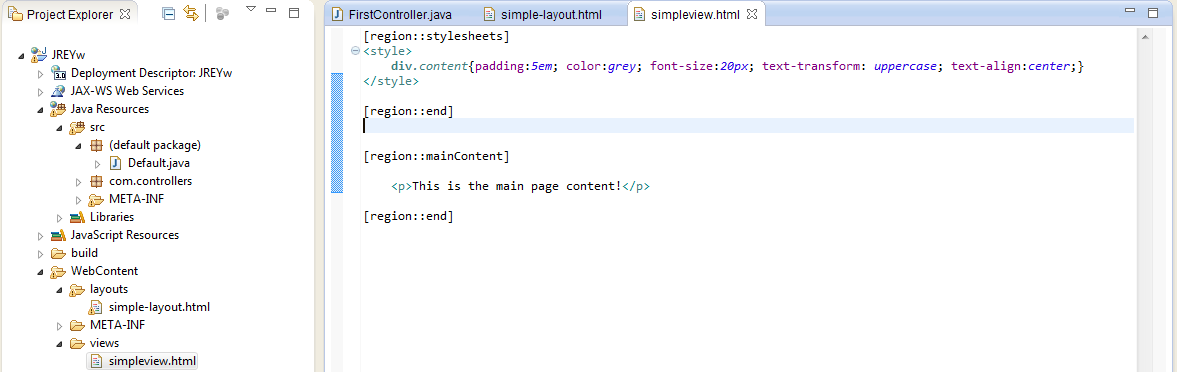 Project Explorer
JREYw
Deployment Descriptor: JREYw
JAX-WS Web Services
Java Resources
src
(default package)
Default.java
com.controllers
META-INF
Libraries
JavaScript Resources
build
WebContent
layouts
simple-layout.html
META-INF
views
simpleview.html
FirstController.java simple-layout.html simpleview.html
[region::stylesheets]
<style>
div.content{padding:5em; color:grey; font-size:20px; text-transform: uppercase; text-align:center;}
</style>
[region::end]
[region::mainContent]
<p>This is the main page content!</p>
[region::end]